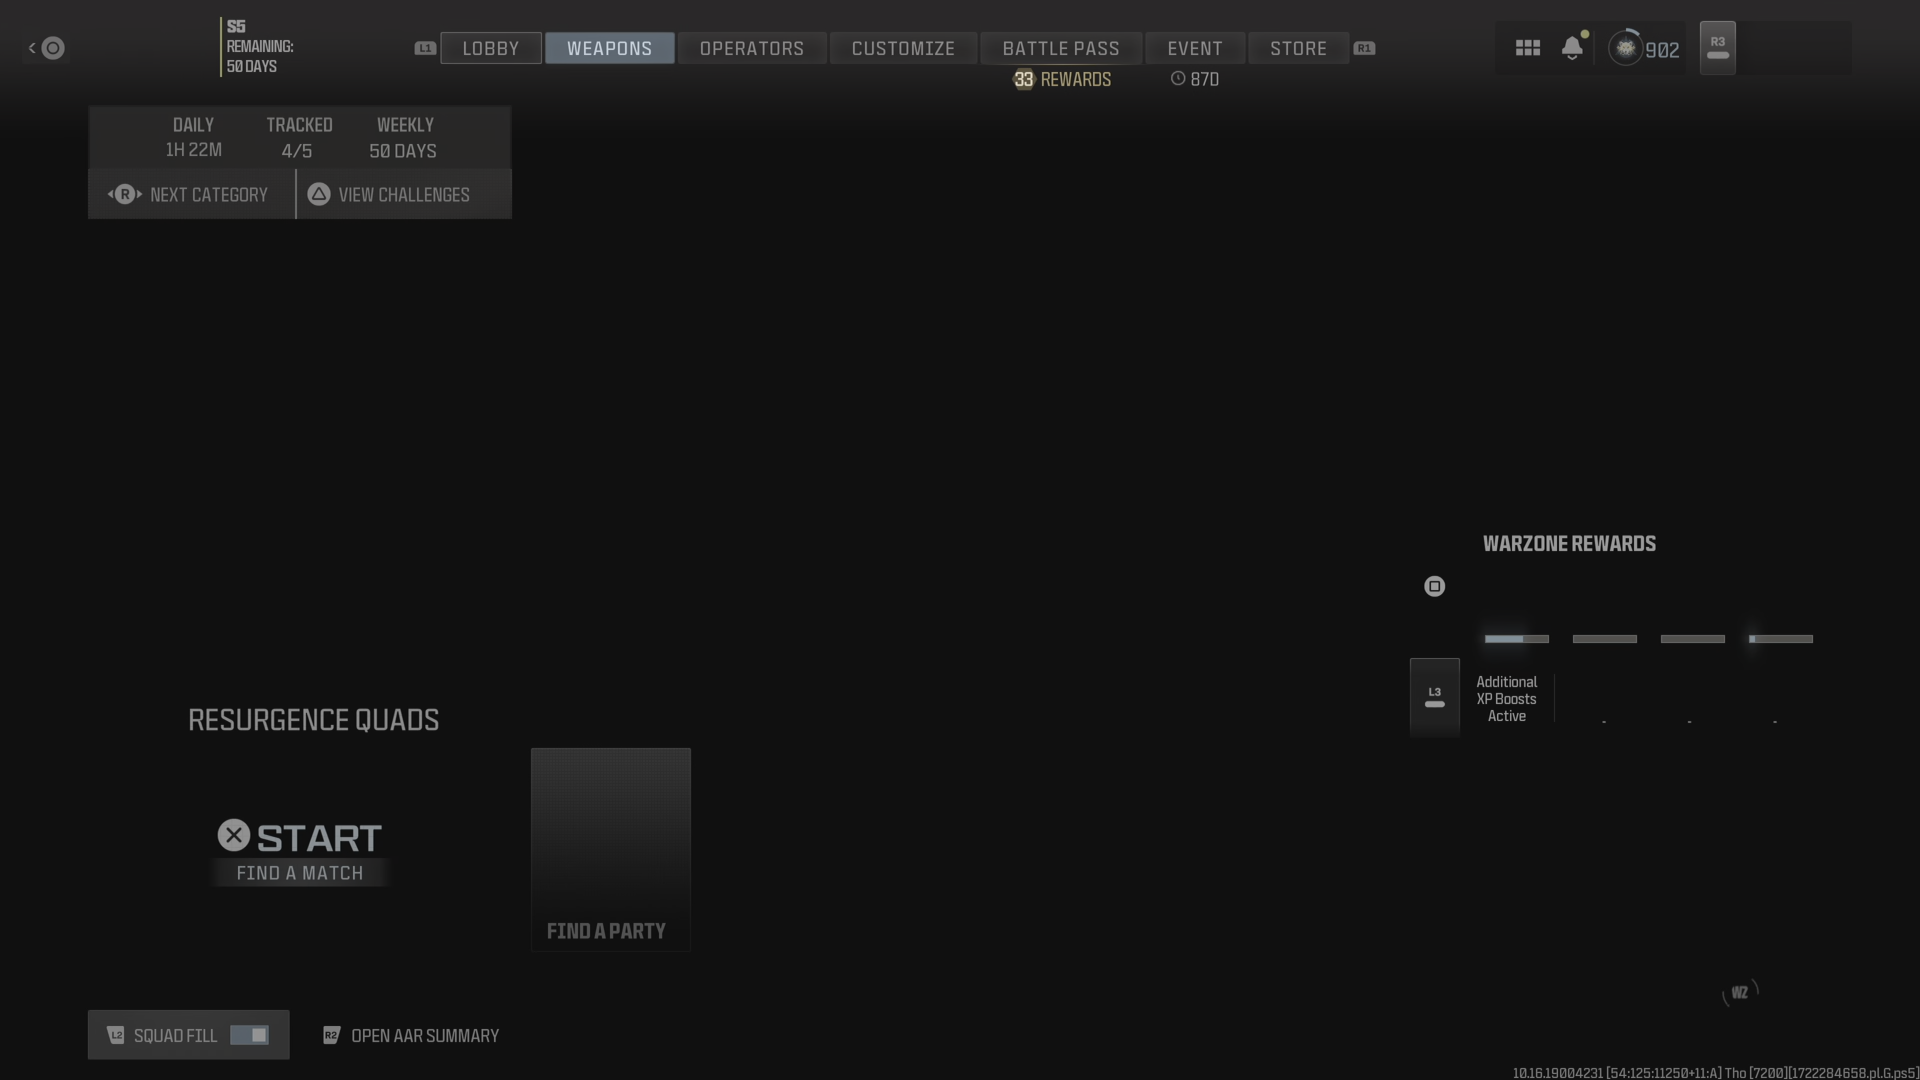 S5
REMAINING:
50 DAYS
L1
LOBBY
WEAPONS
OPERATORS
CUSTOMIZE
BATTLE PASS
EVENT
STORE
R1
902
R3
33 REWARDS
87D
DAILY
1H 22M
TRACKED
4/5
WEEKLY
50 DAYS
R NEXT CATEGORY
VIEW CHALLENGES
WARZONE REWARDS
L3
Additional
XP Boosts
Active
RESURGENCE QUADS
START
FIND A MATCH
FIND A PARTY
WZ
L2 SQUAD FILL
R2 OPEN AAR SUMMARY
10.16.19004231 [54:125:11250+11:A] Tho [7200][1722284658.pl.G.ps5]